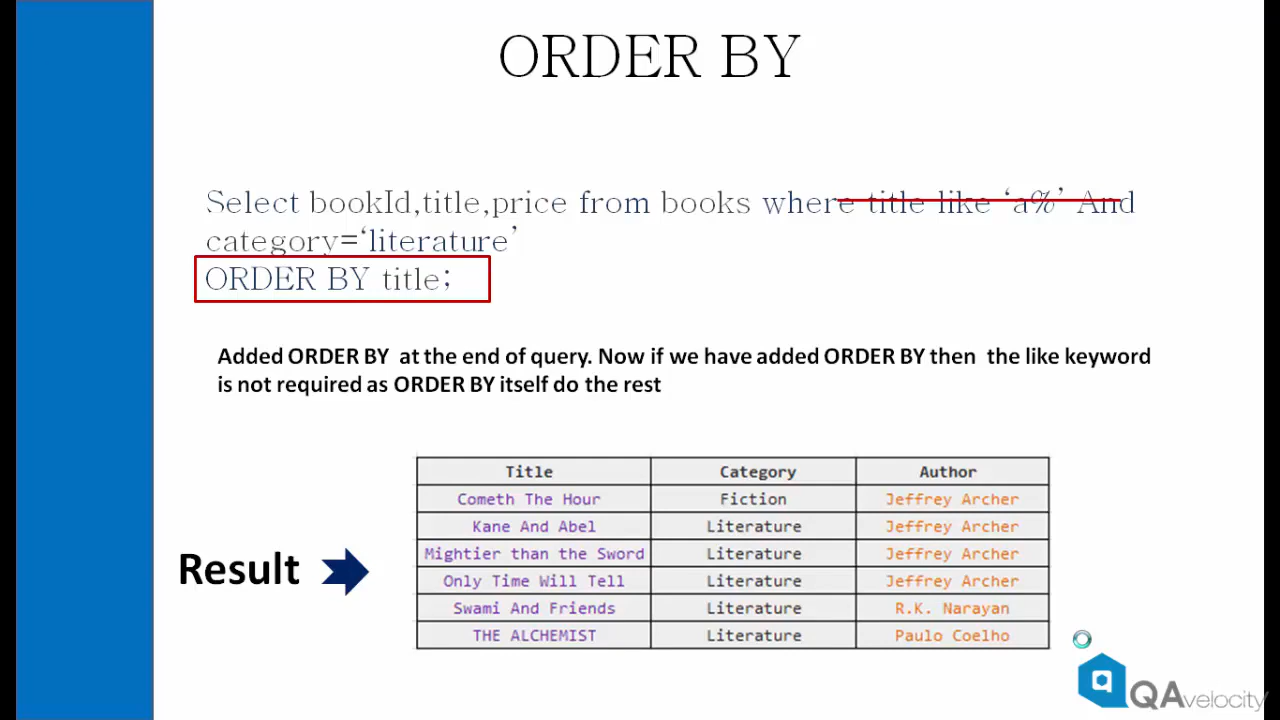 ORDER BY
Select bookId,title,price from books where title like ‘a%’ And
category=‘literature’
ORDER BY title;
Added ORDER BY at the end of query. Now if we have added ORDER BY then the like keyword
is not required as ORDER BY itself do the rest
Title Category Author
Cometh The Hour Fiction Jeffrey Archer
Kane And Abel Literature Jeffrey Archer
Mightier than the Sword Literature Jeffrey Archer
Only Time Will Tell Literature Jeffrey Archer
Swami And Friends Literature R.K. Narayan
THE ALCHEMIST Literature Paulo Coelho
Result
QAvelocity